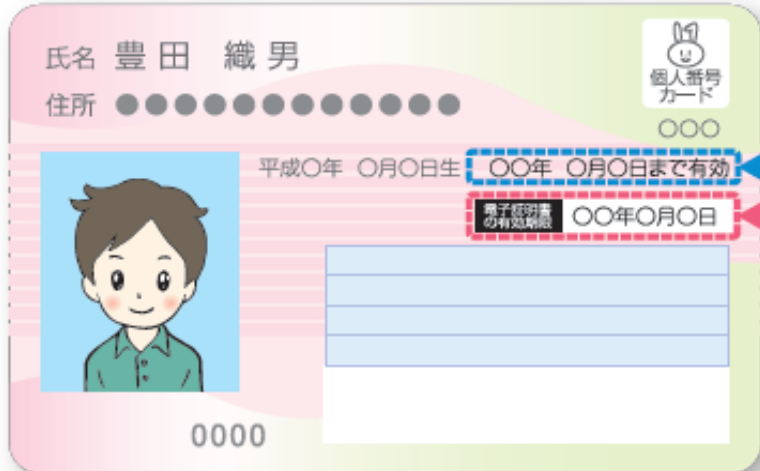 氏名 豊田 織男
個人番号
カード
住所 ●●●●●●●●●●●●
○○○
平成○年 ○月○日生 ○○年 ○月○日まで有効
電子証明書
の有効期限 ○○年○月○日
0000